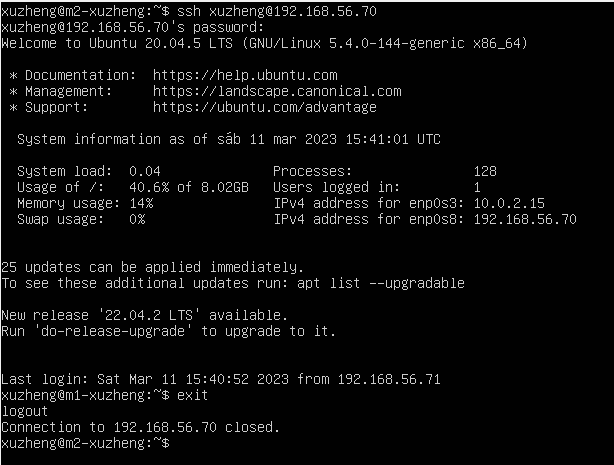 xuzheng@m2-xuzheng:~$ ssh xuzheng@192.168.56.70
xuzheng@192.168.56.70's password:
Welcome to Ubuntu 20.04.5 LTS (GNU/Linux 5.4.0-144-generic x86_64)
* Documentation:  https://help.ubuntu.com
* Management:     https://landscape.canonical.com
* Support:        https://ubuntu.com/advantage
System information as of sáb 11 mar 2023 15:41:01 UTC
System load:  0.04               Processes:               128
Usage of /:   40.6% of 8.02GB   Users logged in:         1
Memory usage: 14%                IPv4 address for enp0s3: 10.0.2.15
Swap usage:   0%                 IPv4 address for enp0s8: 192.168.56.70
25 updates can be applied immediately.
To see these additional updates run: apt list --upgradable
New release '22.04.2 LTS' available.
Run 'do-release-upgrade' to upgrade to it.
Last login: Sat Mar 11 15:40:52 2023 from 192.168.56.71
xuzheng@m1-xuzheng:~$ exit
logout
Connection to 192.168.56.70 closed.
xuzheng@m2-xuzheng:~$